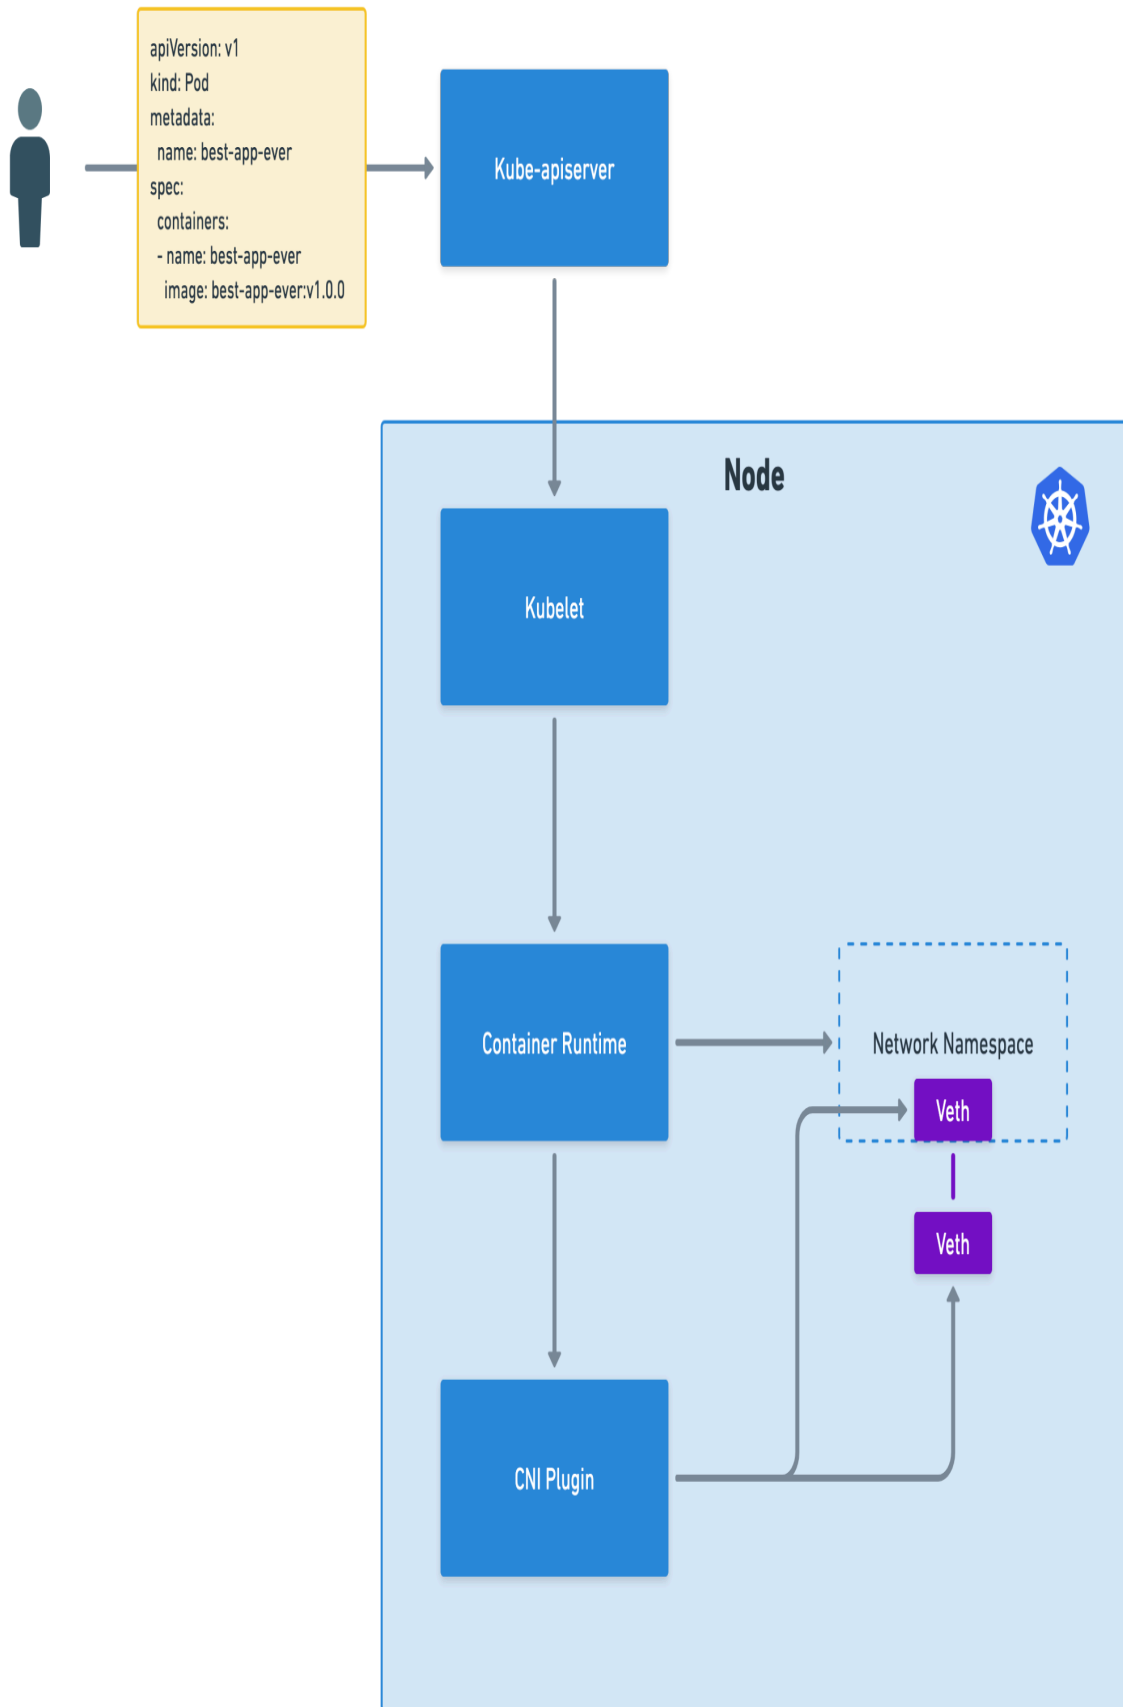 apiVersion: v1
kind: Pod
metadata:
  name: best-app-ever
spec:
  containers:
  - name: best-app-ever
    image: best-app-ever:v1.0.0
Kube-apiserver
Node
Kubelet
Container Runtime
Network Namespace
Veth
Veth
CNI Plugin